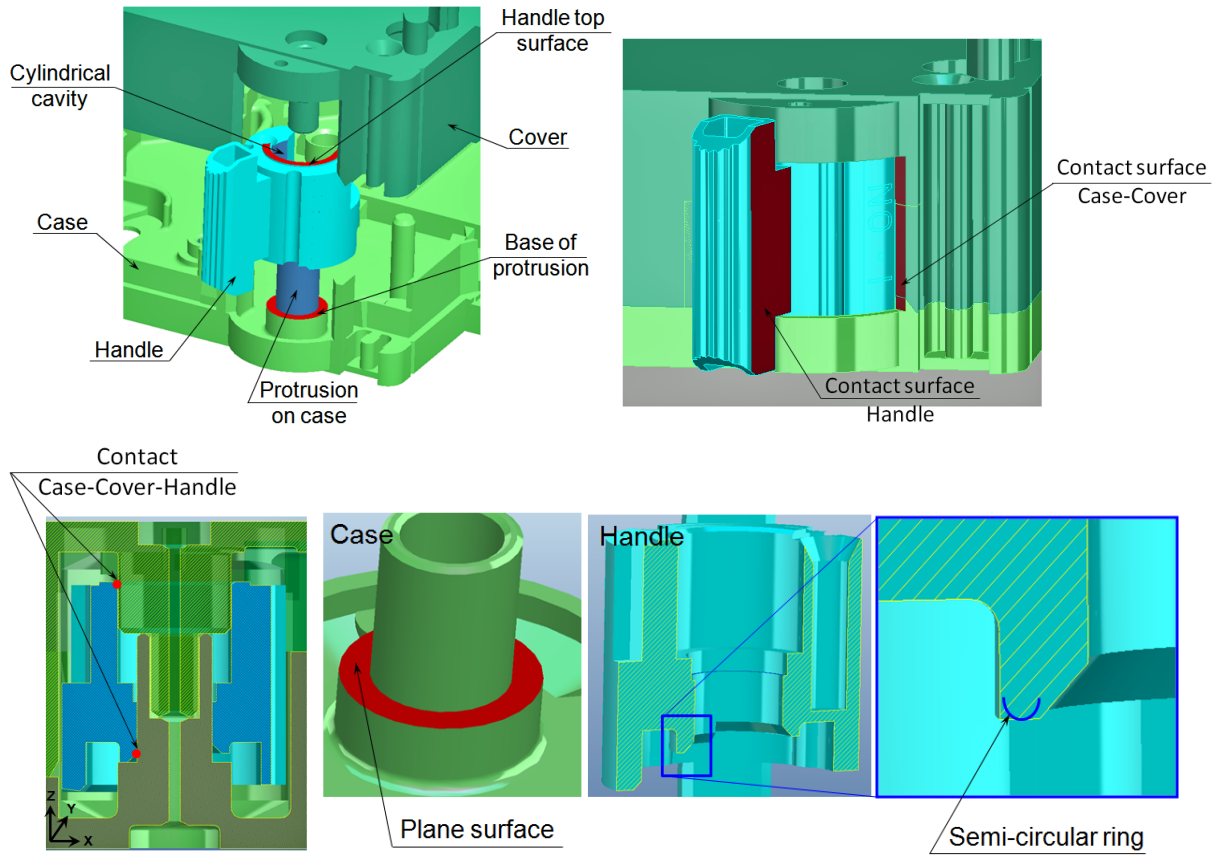 Handle top
surface
Cylindrical
cavity
Cover
Case
Base of
protrusion
Handle
Protrusion
on case
NO
I
Contact surface
Case-Cover
Contact surface
Handle
Contact
Case-Cover-Handle
Z
Y
X
Case
Plane surface
Handle
Semi-circular ring